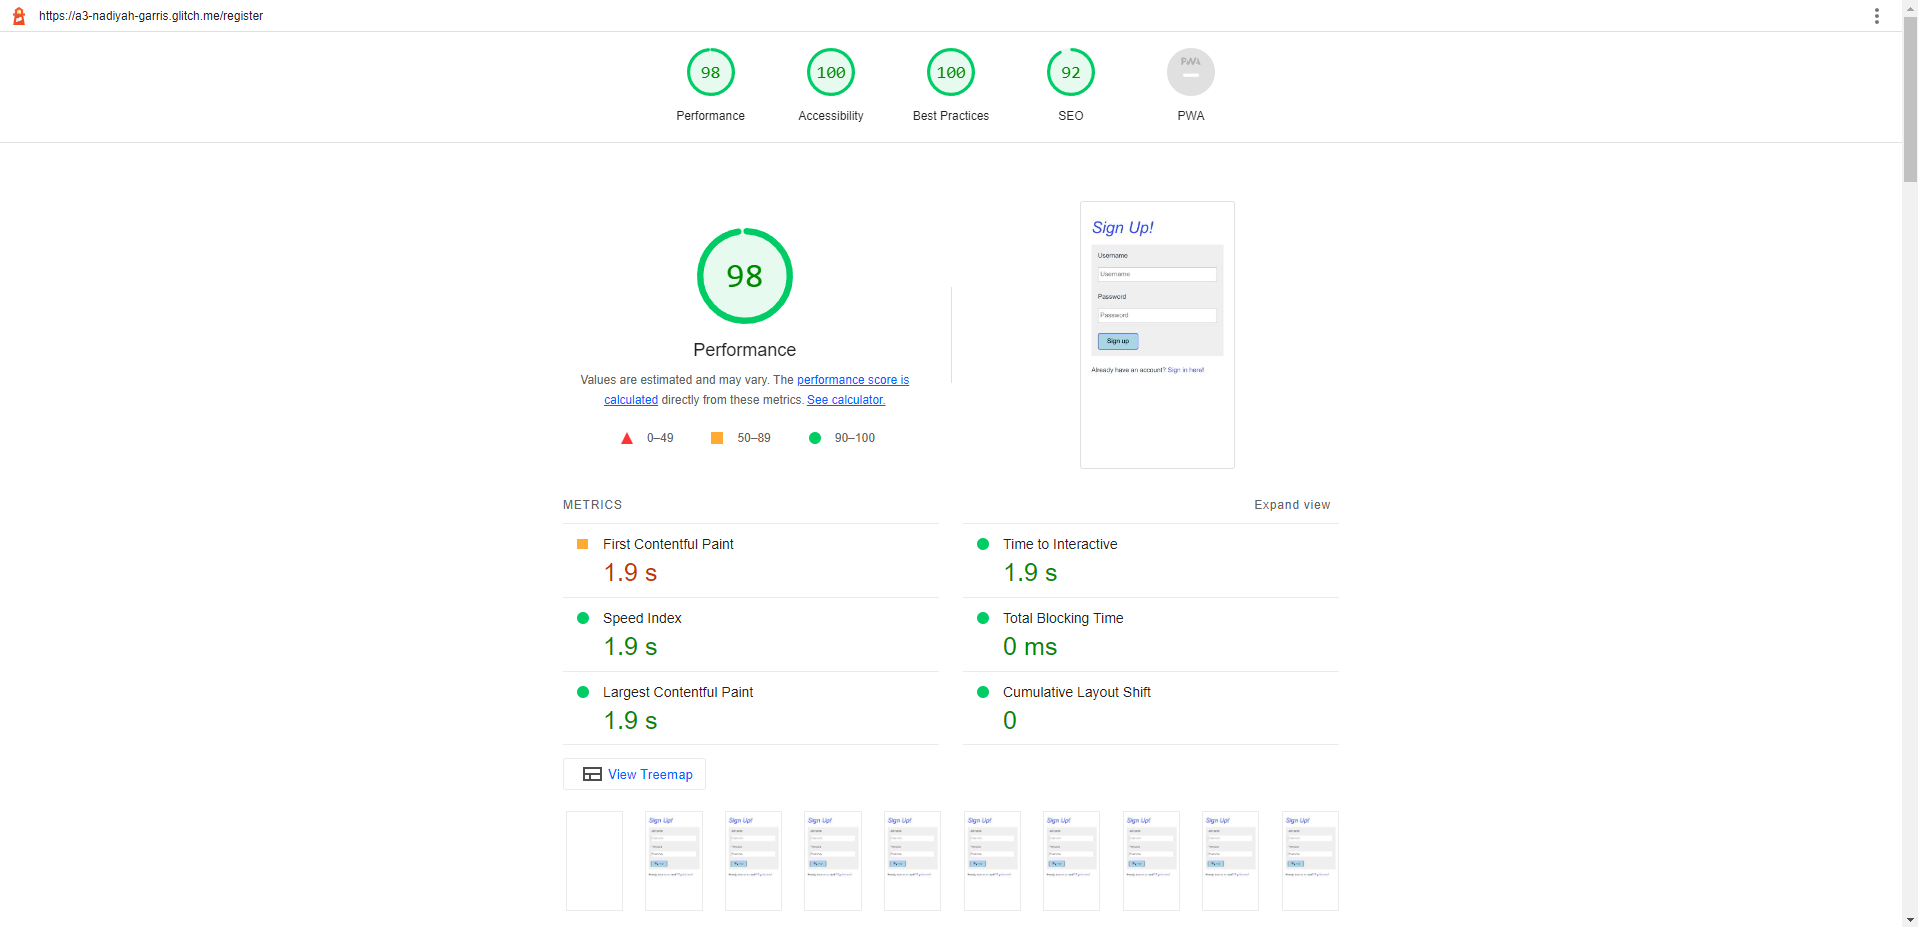 https://a3-nadiyah-garris.glitch.me/register
98
100
100
92
PWA
Performance
Accessibility
Best Practices
SEO
PWA
98
Performance
Values are estimated and may vary. The performance score is
calculated directly from these metrics. See calculator.
0–49
50–89
90–100
Sign Up!
Username
Username
Password
Password
Sign up
Already have an account? Sign in here!
METRICS
Expand view
First Contentful Paint
1.9 s
Time to Interactive
1.9 s
Speed Index
1.9 s
Total Blocking Time
0 ms
Largest Contentful Paint
1.9 s
Cumulative Layout Shift
0
View Treemap
Sign Up!
Sign Up!
Sign Up!
Sign Up!
Sign Up!
Sign Up!
Sign Up!
Sign Up!
Sign Up!